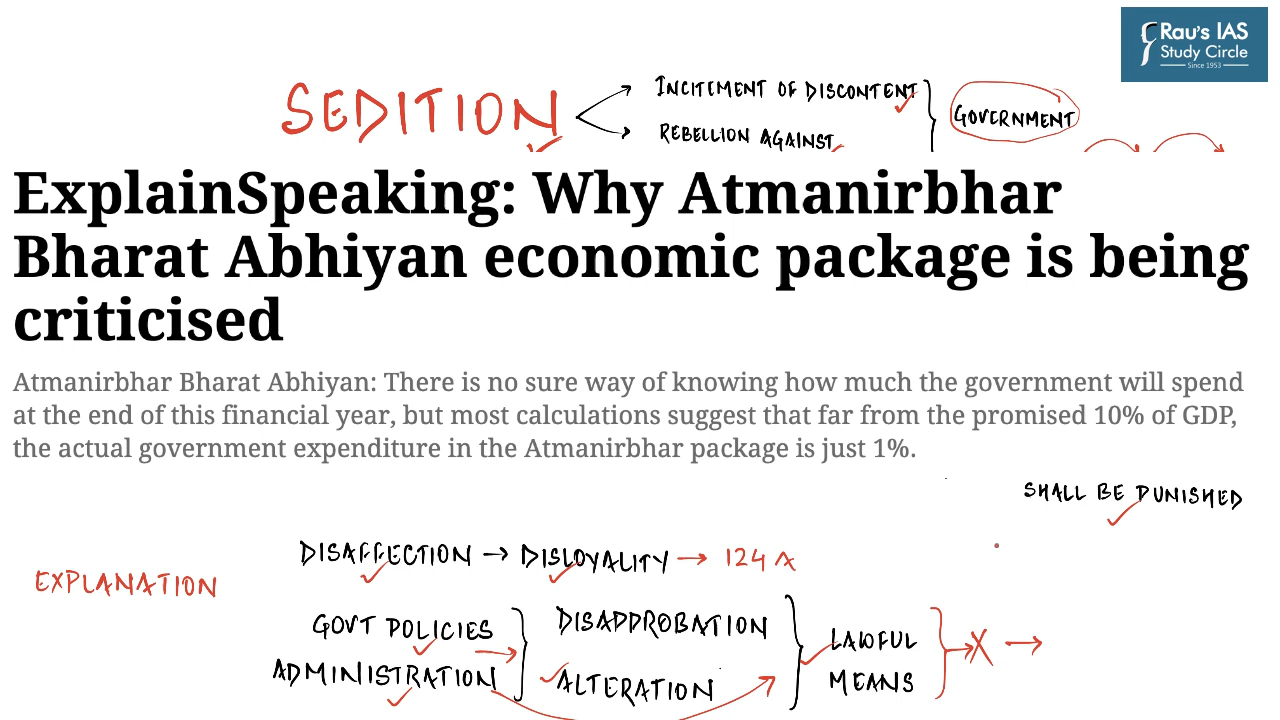 Rau's IAS
Study Circle
Since 1953
SEDITION
INCITEMENT OF DISCONTENT
REBELLION AGAINST
GOVERNMENT
ExplainSpeaking: Why Atmanirbhar
Bharat Abhiyan economic package is being
criticised
Atmanirbhar Bharat Abhiyan: There is no sure way of knowing how much the government will spend
at the end of this financial year, but most calculations suggest that far from the promised 10% of GDP,
the actual government expenditure in the Atmanirbhar package is just 1%.
SHALL BE PUNISHED
DISAFFECTION → DISLOYALITY → 124 A
EXPLANATION
GOVT POLICIES
ADMINISTRATION
DISAPPROBATION
ALTERATION
LAWFUL
MEANS
X →